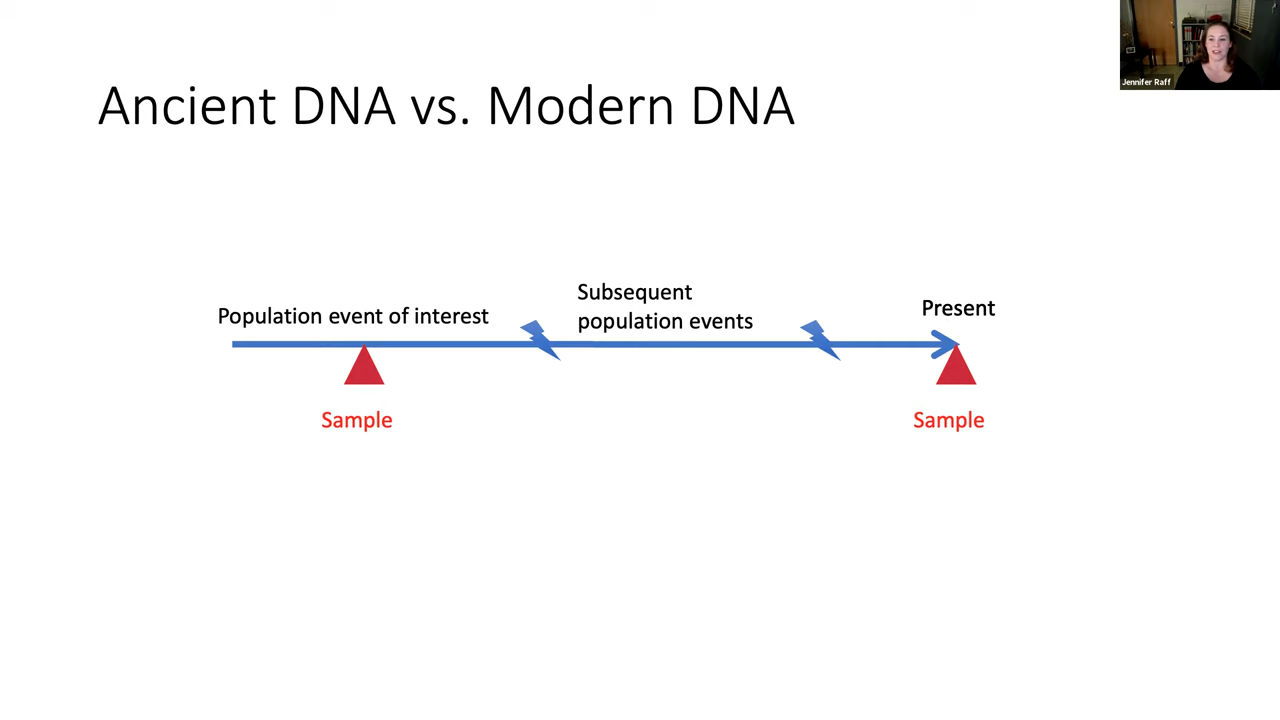 Jennifer Raff
Ancient DNA vs. Modern DNA
Population event of interest
Subsequent
population events
Present
Sample
Sample